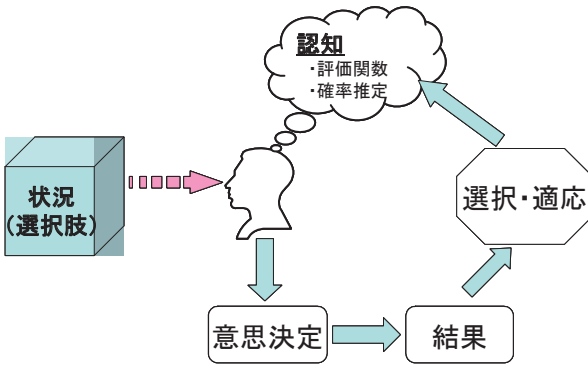 認知
・評価関数
・確率推定
状況
(選択肢)
選択・適応
意思決定
結果